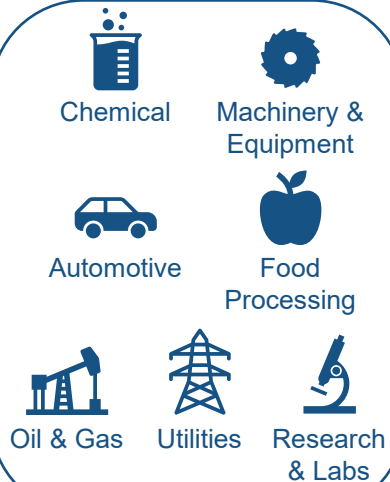 Chemical
Machinery &
Equipment
Automotive
Food
Processing
Oil & Gas
Utilities
Research
& Labs